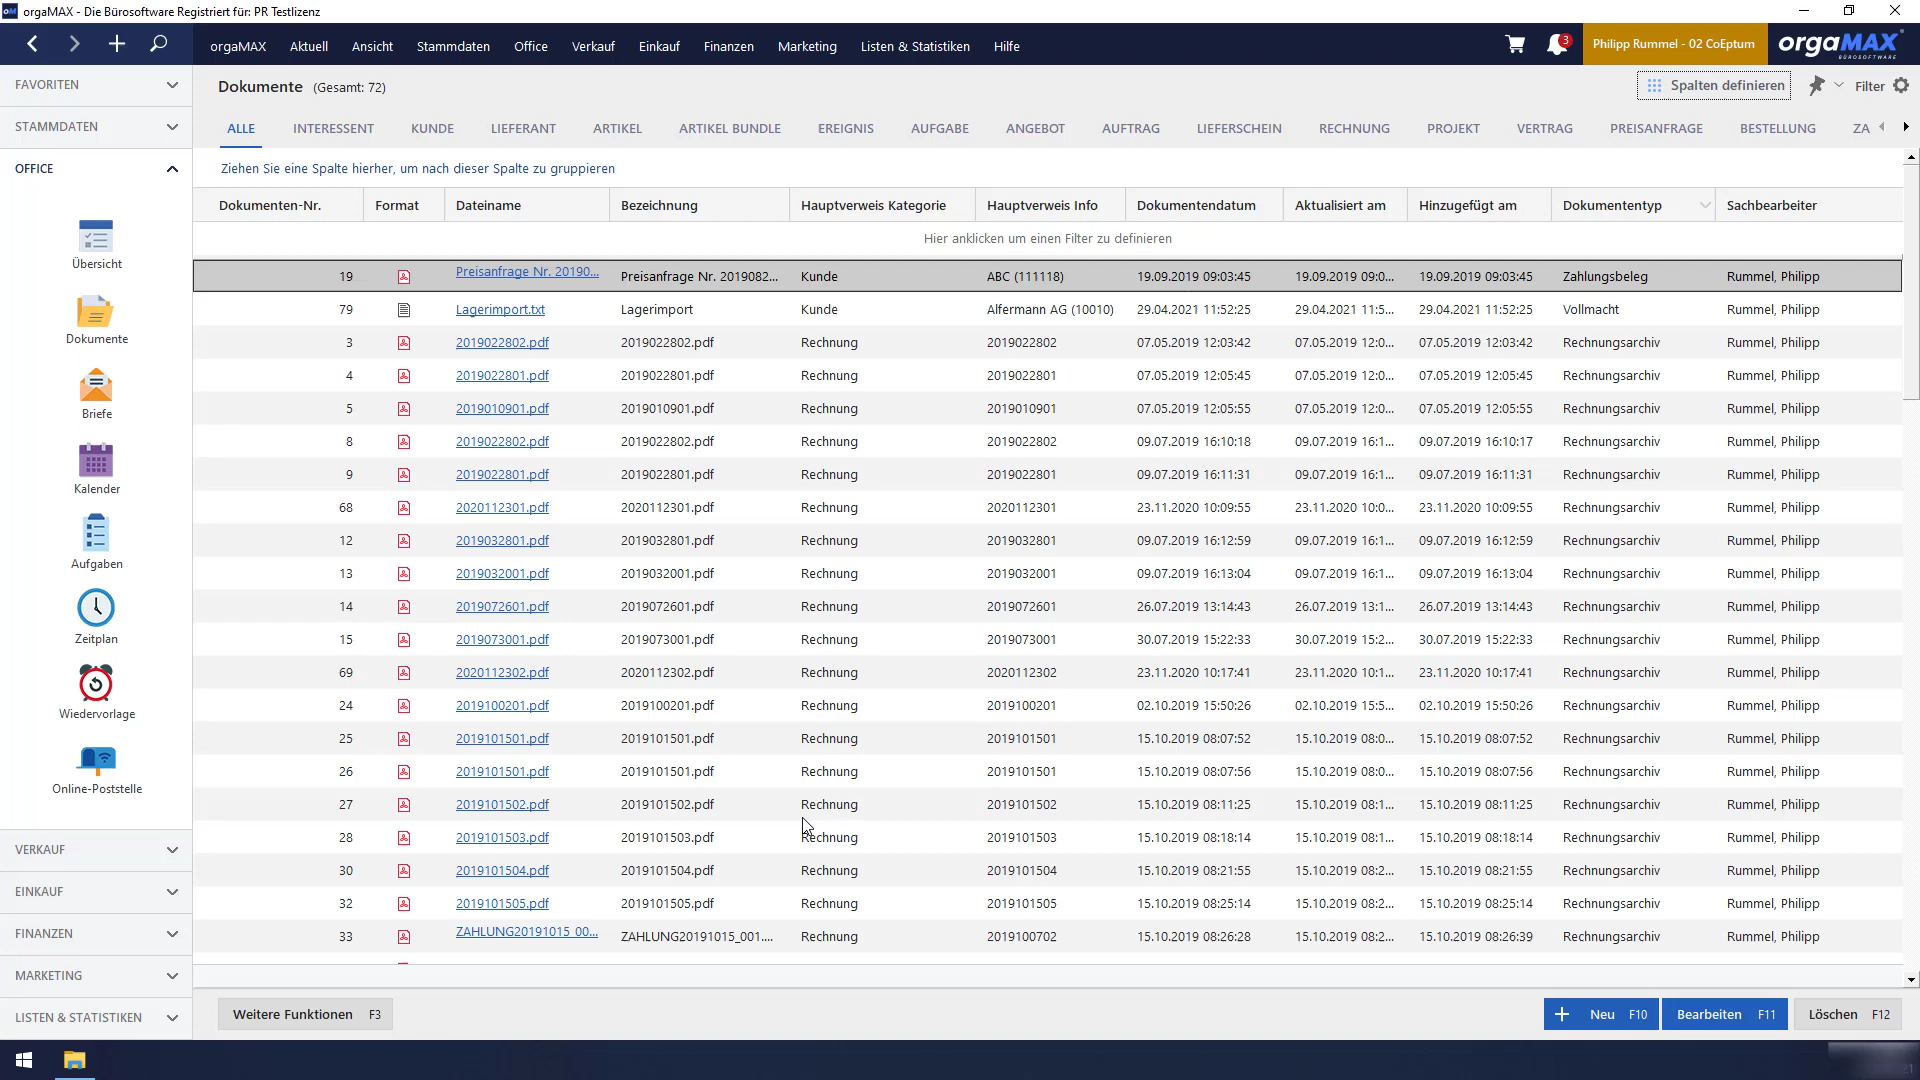 orgaMAX - Die Bürosoftware Registriert für: PR Testlizenz
orgaMAX Aktuell Ansicht Stammdaten Office Verkauf Einkauf Finanzen Marketing Listen & Statistiken Hilfe 3 Philipp Rummel - 02 CoEptum orgaMAX BÜROSOFTWARE
FAVORITEN
STAMMDATEN
OFFICE
Übersicht
Dokumente
Briefe
Kalender
Aufgaben
Zeitplan
Wiedervorlage
Online-Poststelle
VERKAUF
EINKAUF
FINANZEN
MARKETING
LISTEN & STATISTIKEN
Dokumente (Gesamt: 72) Spalten definieren Filter
ALLE INTERESSENT KUNDE LIEFERANT ARTIKEL ARTIKEL BUNDLE EREIGNIS AUFGABE ANGEBOT AUFTRAG LIEFERSCHEIN RECHNUNG PROJEKT VERTRAG PREISANFRAGE BESTELLUNG ZA
Ziehen Sie eine Spalte hierher, um nach dieser Spalte zu gruppieren
Dokumenten-Nr. Format Dateiname Bezeichnung Hauptverweis Kategorie Hauptverweis Info Dokumentendatum Aktualisiert am Hinzugefügt am Dokumententyp Sachbearbeiter
Hier anklicken um einen Filter zu definieren
19 Preisanfrage Nr. 20190... Preisanfrage Nr. 2019082... Kunde ABC (111118) 19.09.2019 09:03:45 19.09.2019 09:0... 19.09.2019 09:03:45 Zahlungsbeleg Rummel, Philipp
79 Lagerimport.txt Lagerimport Kunde Alfermann AG (10010) 29.04.2021 11:52:25 29.04.2021 11:5... 29.04.2021 11:52:25 Vollmacht Rummel, Philipp
3 2019022802.pdf 2019022802.pdf Rechnung 2019022802 07.05.2019 12:03:42 07.05.2019 12:0... 07.05.2019 12:03:42 Rechnungsarchiv Rummel, Philipp
4 2019022801.pdf 2019022801.pdf Rechnung 2019022801 07.05.2019 12:05:45 07.05.2019 12:0... 07.05.2019 12:05:45 Rechnungsarchiv Rummel, Philipp
5 2019010901.pdf 2019010901.pdf Rechnung 2019010901 07.05.2019 12:05:55 07.05.2019 12:0... 07.05.2019 12:05:55 Rechnungsarchiv Rummel, Philipp
8 2019022802.pdf 2019022802.pdf Rechnung 2019022802 09.07.2019 16:10:18 09.07.2019 16:1... 09.07.2019 16:10:17 Rechnungsarchiv Rummel, Philipp
9 2019022801.pdf 2019022801.pdf Rechnung 2019022801 09.07.2019 16:11:31 09.07.2019 16:1... 09.07.2019 16:11:31 Rechnungsarchiv Rummel, Philipp
68 2020112301.pdf 2020112301.pdf Rechnung 2020112301 23.11.2020 10:09:55 23.11.2020 10:0... 23.11.2020 10:09:55 Rechnungsarchiv Rummel, Philipp
12 2019032801.pdf 2019032801.pdf Rechnung 2019032801 09.07.2019 16:12:59 09.07.2019 16:1... 09.07.2019 16:12:59 Rechnungsarchiv Rummel, Philipp
13 2019032001.pdf 2019032001.pdf Rechnung 2019032001 09.07.2019 16:13:04 09.07.2019 16:1... 09.07.2019 16:13:04 Rechnungsarchiv Rummel, Philipp
14 2019072601.pdf 2019072601.pdf Rechnung 2019072601 26.07.2019 13:14:43 26.07.2019 13:1... 26.07.2019 13:14:43 Rechnungsarchiv Rummel, Philipp
15 2019073001.pdf 2019073001.pdf Rechnung 2019073001 30.07.2019 15:22:33 30.07.2019 15:2... 30.07.2019 15:22:33 Rechnungsarchiv Rummel, Philipp
69 2020112302.pdf 2020112302.pdf Rechnung 2020112302 23.11.2020 10:17:41 23.11.2020 10:1... 23.11.2020 10:17:41 Rechnungsarchiv Rummel, Philipp
24 2019100201.pdf 2019100201.pdf Rechnung 2019100201 02.10.2019 15:50:26 02.10.2019 15:5... 02.10.2019 15:50:26 Rechnungsarchiv Rummel, Philipp
25 2019101501.pdf 2019101501.pdf Rechnung 2019101501 15.10.2019 08:07:52 15.10.2019 08:0... 15.10.2019 08:07:52 Rechnungsarchiv Rummel, Philipp
26 2019101501.pdf 2019101501.pdf Rechnung 2019101501 15.10.2019 08:07:56 15.10.2019 08:0... 15.10.2019 08:07:56 Rechnungsarchiv Rummel, Philipp
27 2019101502.pdf 2019101502.pdf Rechnung 2019101502 15.10.2019 08:11:25 15.10.2019 08:1... 15.10.2019 08:11:25 Rechnungsarchiv Rummel, Philipp
28 2019101503.pdf 2019101503.pdf Rechnung 2019101503 15.10.2019 08:18:14 15.10.2019 08:1... 15.10.2019 08:18:14 Rechnungsarchiv Rummel, Philipp
30 2019101504.pdf 2019101504.pdf Rechnung 2019101504 15.10.2019 08:21:55 15.10.2019 08:2... 15.10.2019 08:21:55 Rechnungsarchiv Rummel, Philipp
32 2019101505.pdf 2019101505.pdf Rechnung 2019101505 15.10.2019 08:25:14 15.10.2019 08:2... 15.10.2019 08:25:14 Rechnungsarchiv Rummel, Philipp
33 ZAHLUNG20191015_00... ZAHLUNG20191015_001.... Rechnung 2019100702 15.10.2019 08:26:28 15.10.2019 08:2... 15.10.2019 08:26:39 Rechnungsarchiv Rummel, Philipp
Weitere Funktionen F3 Neu F10 Bearbeiten F11 Löschen F12